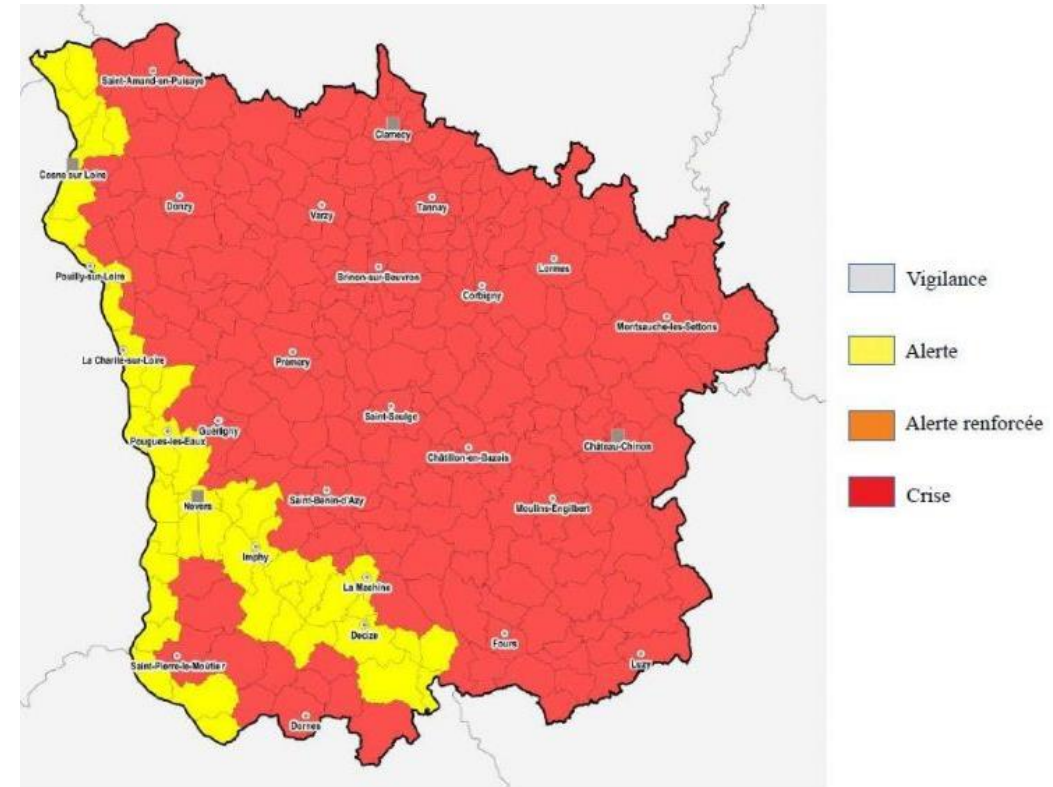 Saint-Amand-en-Puisaye
Clamecy
Cosne sur Loire
Donzy
Varzy
Tannay
Pouilly-sur-Loire
Brinon-sur-Beuvron
Lormes
Corbigny
Montsauche-les-Settons
La Charité-sur-Loire
Prémery
Saint-Saulge
Guérigny
Pougues-les-Eaux
Châtillon-en-Bazois
Château-Chinon
Nevers
Saint-Benin-d'Azy
Moulins-Engilbert
Imphy
La Machine
Decize
Fours
Saint-Pierre-le-Moûtier
Luzy
Dornes
Vigilance
Alerte
Alerte renforcée
Crise